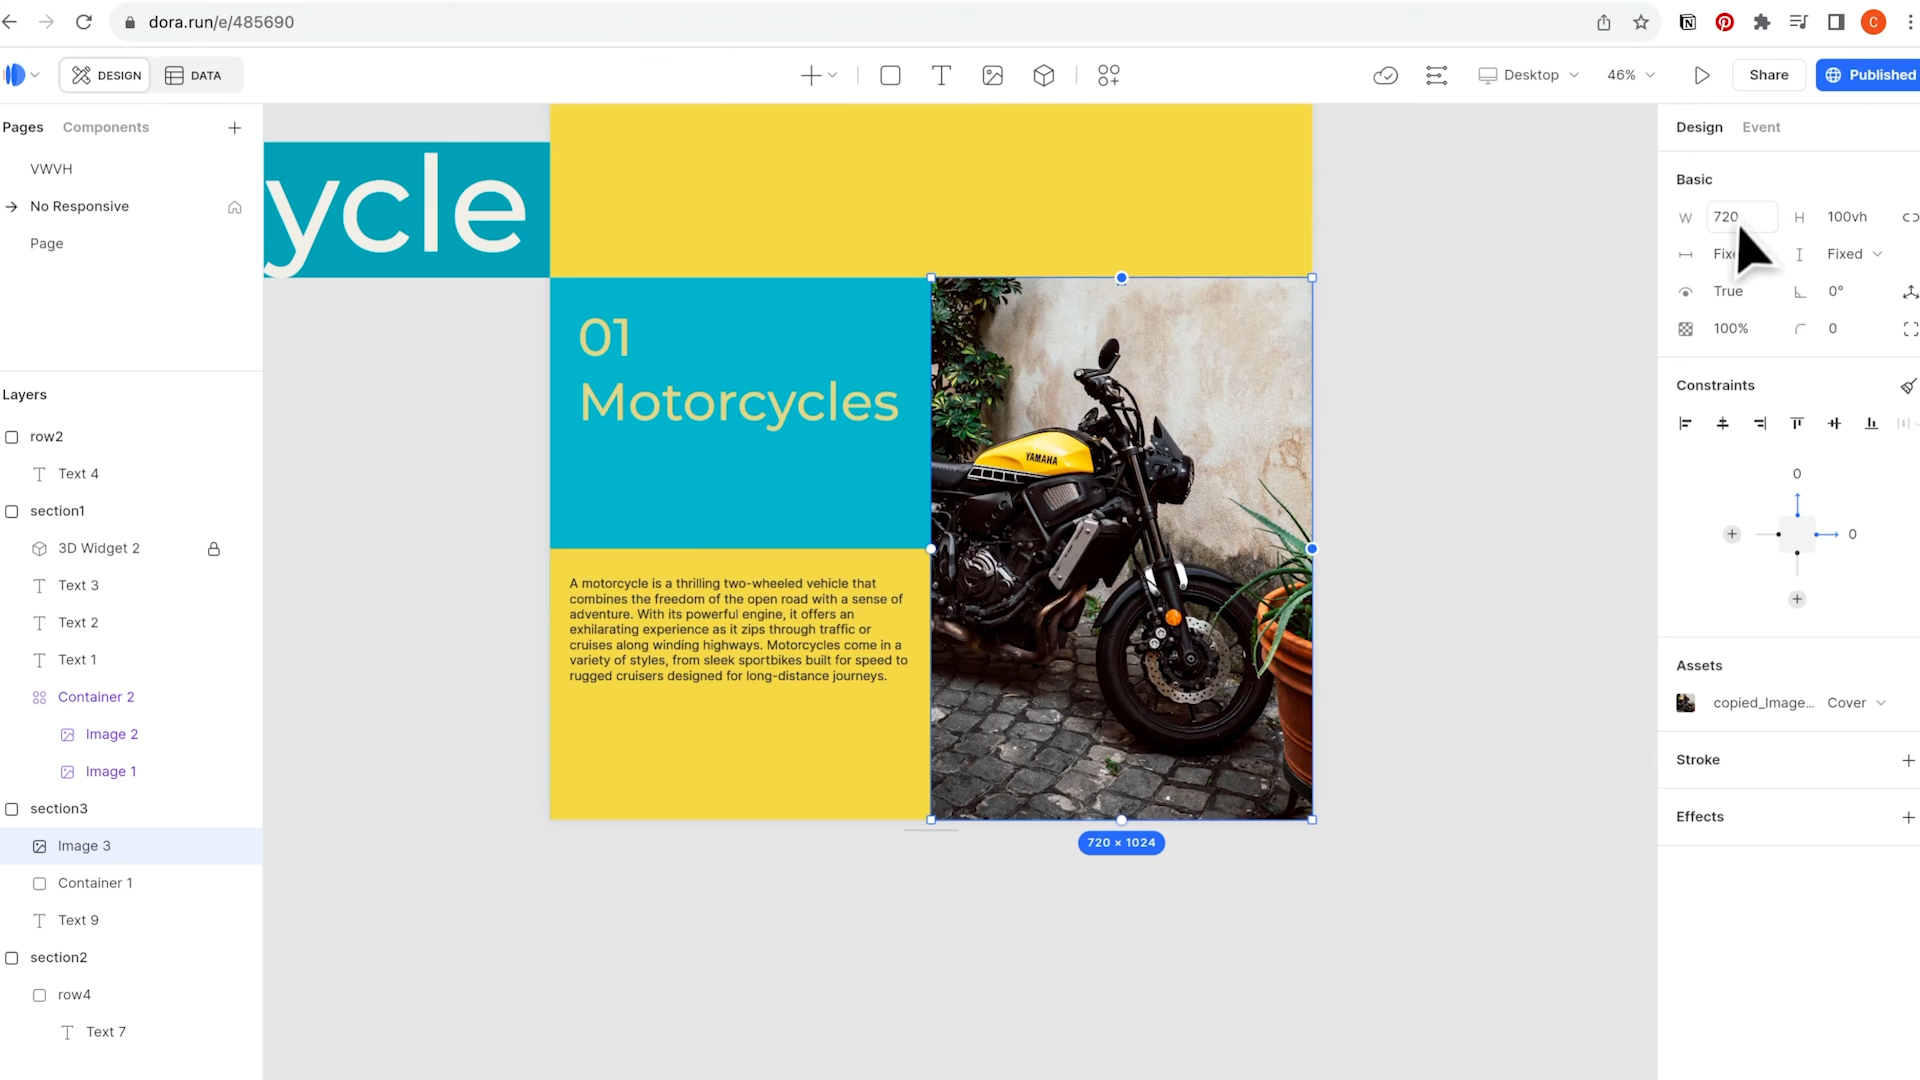 dora.run/e/485690
C
DESIGN
DATA
Desktop
46%
Share
Published
Pages
Components
VWVH
No Responsive
Page
Layers
row2
Text 4
section1
3D Widget 2
Text 3
Text 2
Text 1
Container 2
Image 2
Image 1
section3
Image 3
Container 1
Text 9
section2
row4
Text 7
ycle
01
Motorcycles
A motorcycle is a thrilling two-wheeled vehicle that
combines the freedom of the open road with a sense of
adventure. With its powerful engine, it offers an
exhilarating experience as it zips through traffic or
cruises along winding highways. Motorcycles come in a
variety of styles, from sleek sportbikes built for speed to
rugged cruisers designed for long-distance journeys.
YAMAHA
720 × 1024
Design
Event
Basic
W 720 H 100vh
Fixe Fixed
True 0°
100% 0
Constraints
0
0
Assets
copied_Image... Cover
Stroke
Effects